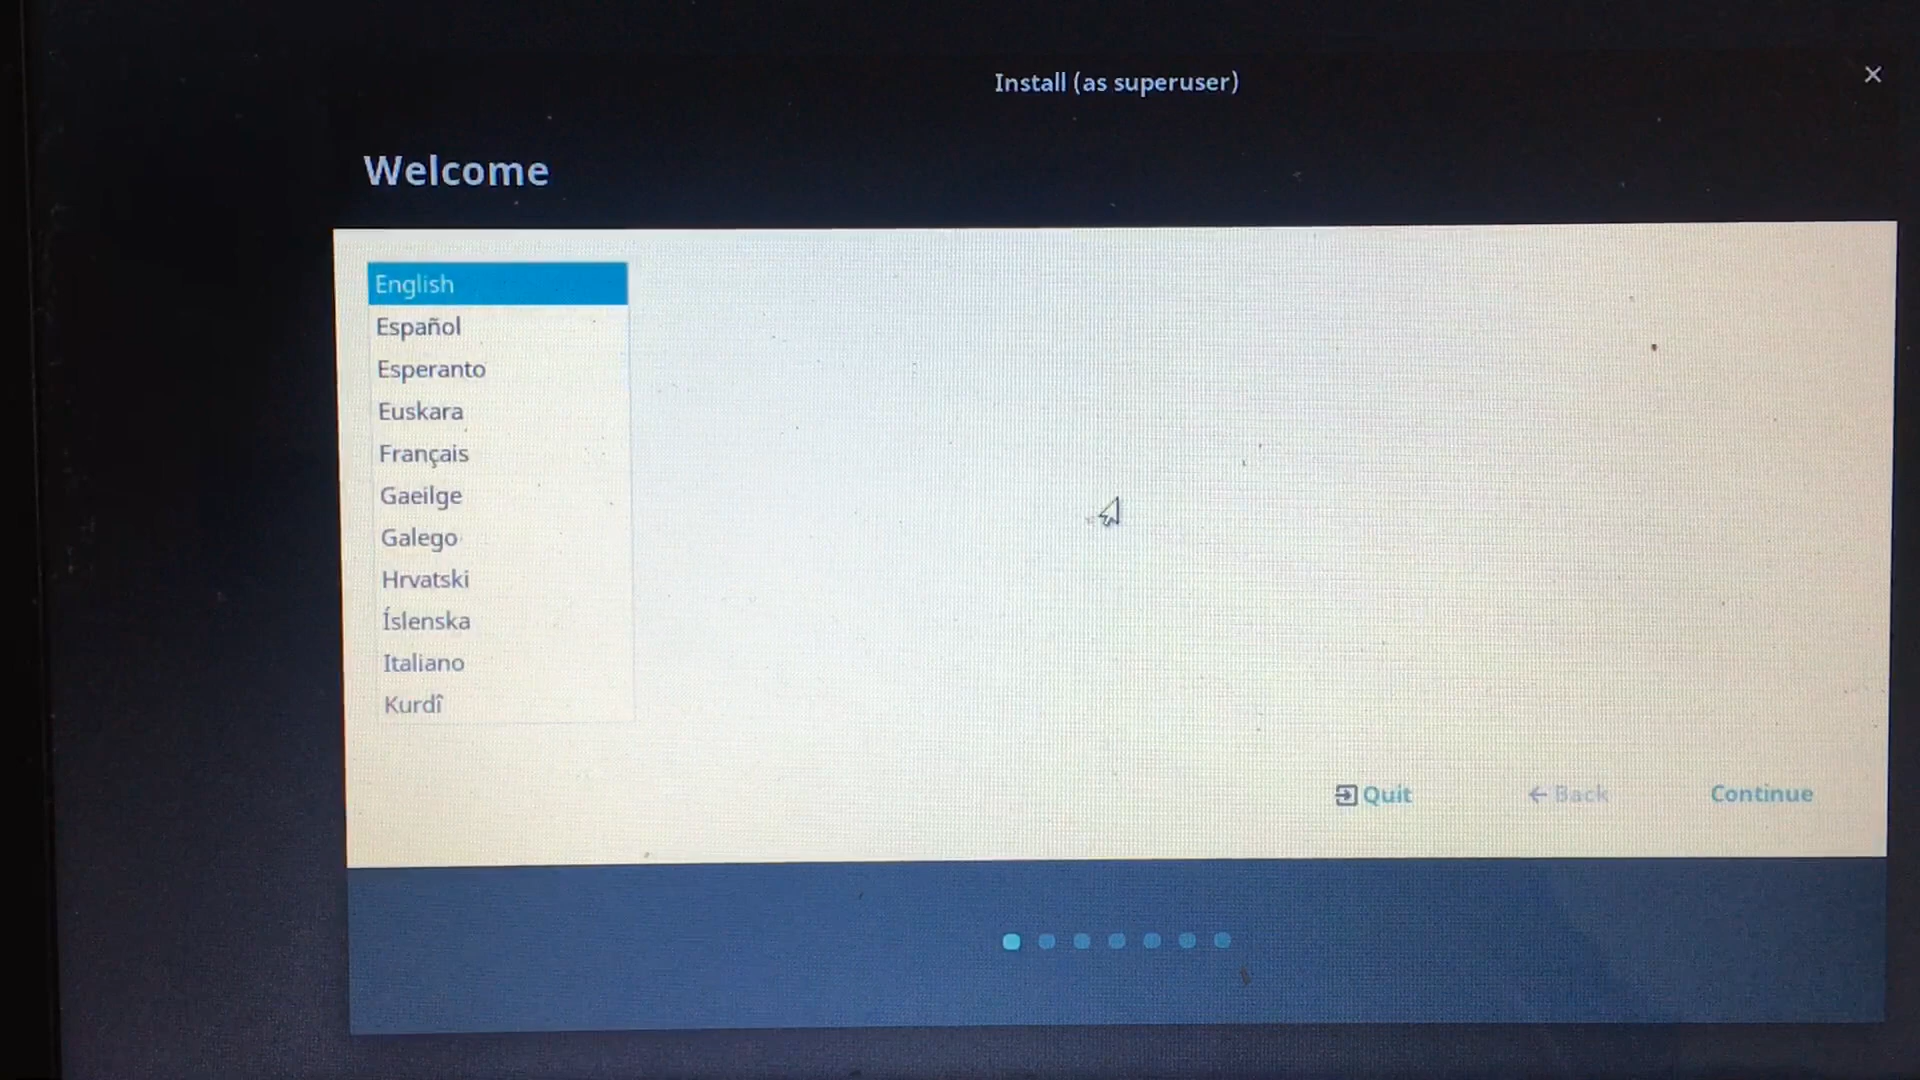 Install (as superuser)
Welcome
English
Español
Esperanto
Euskara
Français
Gaeilge
Galego
Hrvatski
Íslenska
Italiano
Kurdî
Quit
Back
Continue